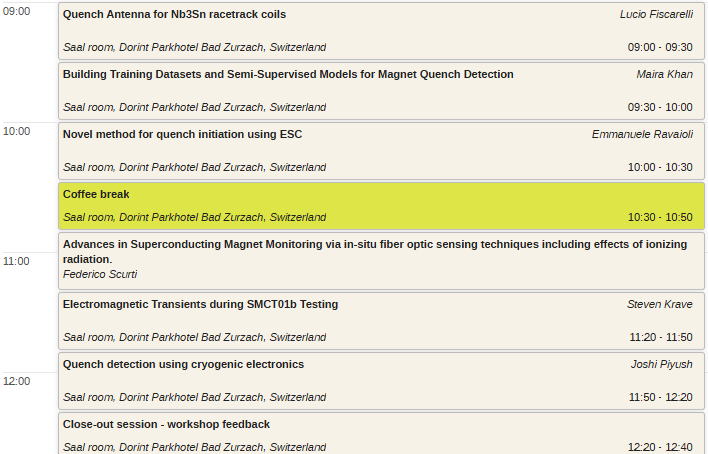 09:00
Quench Antenna for Nb3Sn racetrack coils Lucio Fiscarelli
Saal room, Dorint Parkhotel Bad Zurzach, Switzerland 09:00 - 09:30
Building Training Datasets and Semi-Supervised Models for Magnet Quench Detection Maira Khan
Saal room, Dorint Parkhotel Bad Zurzach, Switzerland 09:30 - 10:00
10:00
Novel method for quench initiation using ESC Emmanuele Ravaioli
Saal room, Dorint Parkhotel Bad Zurzach, Switzerland 10:00 - 10:30
Coffee break
Saal room, Dorint Parkhotel Bad Zurzach, Switzerland 10:30 - 10:50
Advances in Superconducting Magnet Monitoring via in-situ fiber optic sensing techniques including effects of ionizing
radiation.
11:00
Federico Scurti
Electromagnetic Transients during SMCT01b Testing Steven Krave
Saal room, Dorint Parkhotel Bad Zurzach, Switzerland 11:20 - 11:50
Quench detection using cryogenic electronics Joshi Piyush
12:00
Saal room, Dorint Parkhotel Bad Zurzach, Switzerland 11:50 - 12:20
Close-out session - workshop feedback
Saal room, Dorint Parkhotel Bad Zurzach, Switzerland 12:20 - 12:40